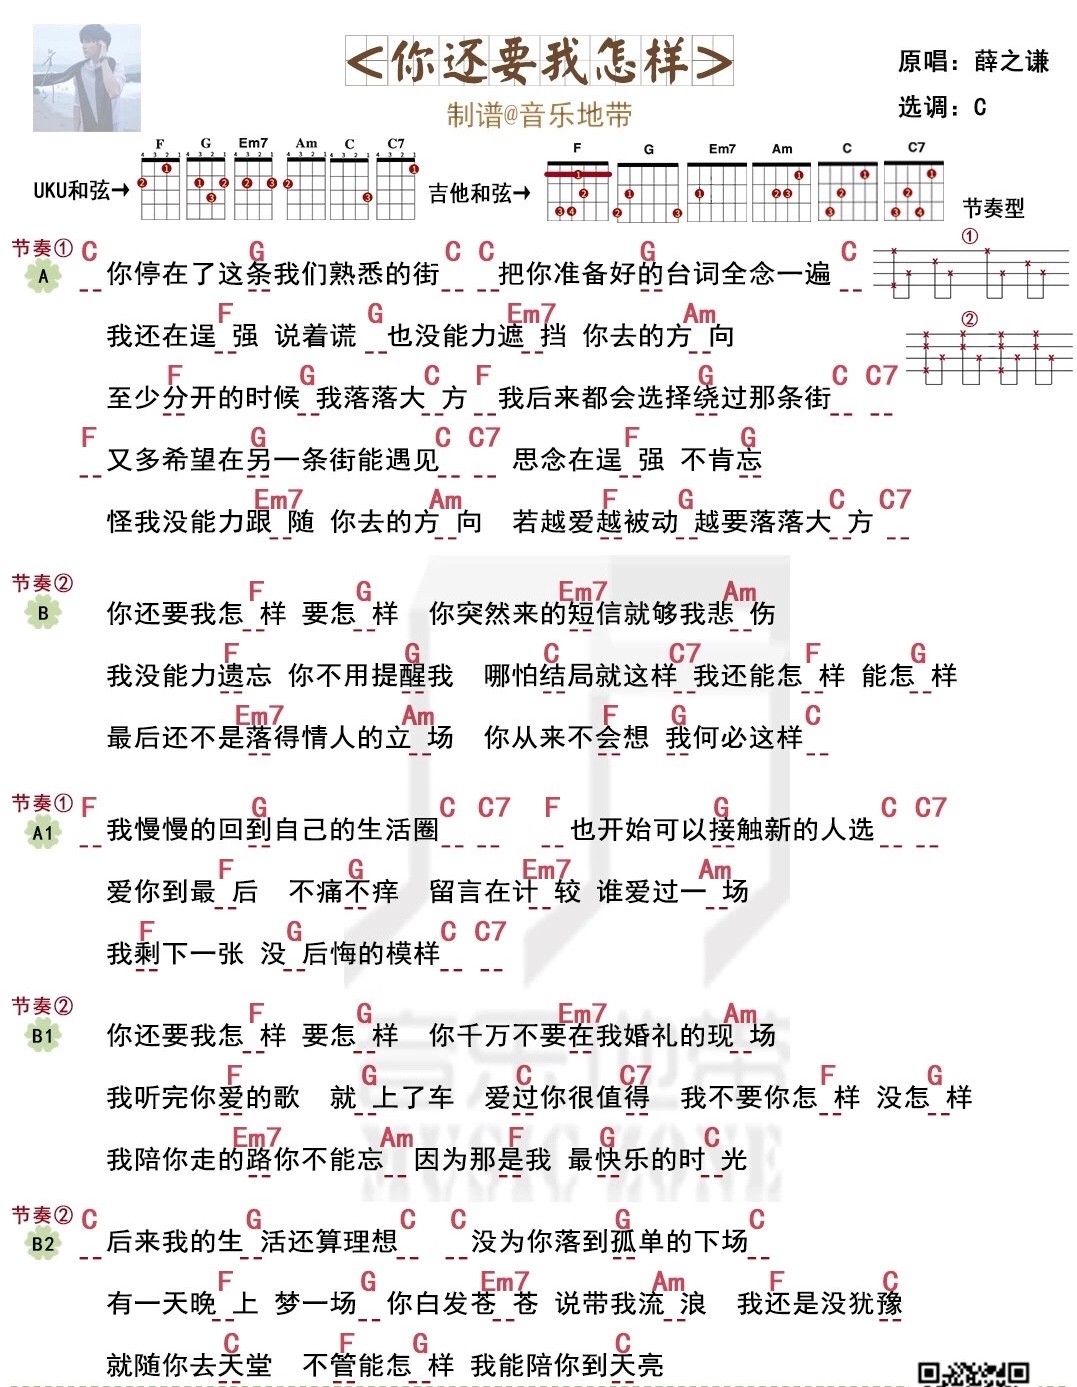 <你还要我怎样>
原唱：薛之谦
制谱@音乐地带
选调：C
F G Em7 Am C C7
F G Em7 Am C C7
UKU和弦→
吉他和弦→
节奏型
①
②
节奏① C G C C G C
A 你停在了这条我们熟悉的街 把你准备好的台词全念一遍
F G Em7 Am
我还在逞强 说着谎 也没能力遮挡 你去的方向
F G C F G C C7
至少分开的时候 我落落大方 我后来都会选择绕过那条街
F G C C7 F G
又多希望在另一条街能遇见 思念在逞强 不肯忘
Em7 Am F G C C7
怪我没能力跟随 你去的方向 若越爱越被动 越要落落大方
节奏② F G Em7 Am
B 你还要我怎样 要怎样 你突然来的短信就够我悲伤
F G C C7 F G
我没能力遗忘 你不用提醒我 哪怕结局就这样 我还能怎样 能怎样
Em7 Am F G C
最后还不是落得情人的立场 你从来不会想 我何必这样
节奏① F G C C7 F G C C7
A1 我慢慢的回到自己的生活圈 也开始可以接触新的人选
F G Em7 Am
爱你到最后 不痛不痒 留言在计较 谁爱过一场
F G C C7
我剩下一张 没后悔的模样
节奏② F G Em7 Am
B1 你还要我怎样 要怎样 你千万不要在我婚礼的现场
F G C C7 F G
我听完你爱的歌 就上了车 爱过你很值得 我不要你怎样 没怎样
Em7 Am F G C
我陪你走的路你不能忘 因为那是我 最快乐的时光
节奏② C G C C G C
B2 后来我的生活还算理想 没为你落到孤单的下场
F G Em7 Am F C
有一天晚上 梦一场 你白发苍苍 说带我流浪 我还是没犹豫
C F G C
就随你去天堂 不管能怎样 我能陪你到天亮
音乐地带
MUSIC ZONE